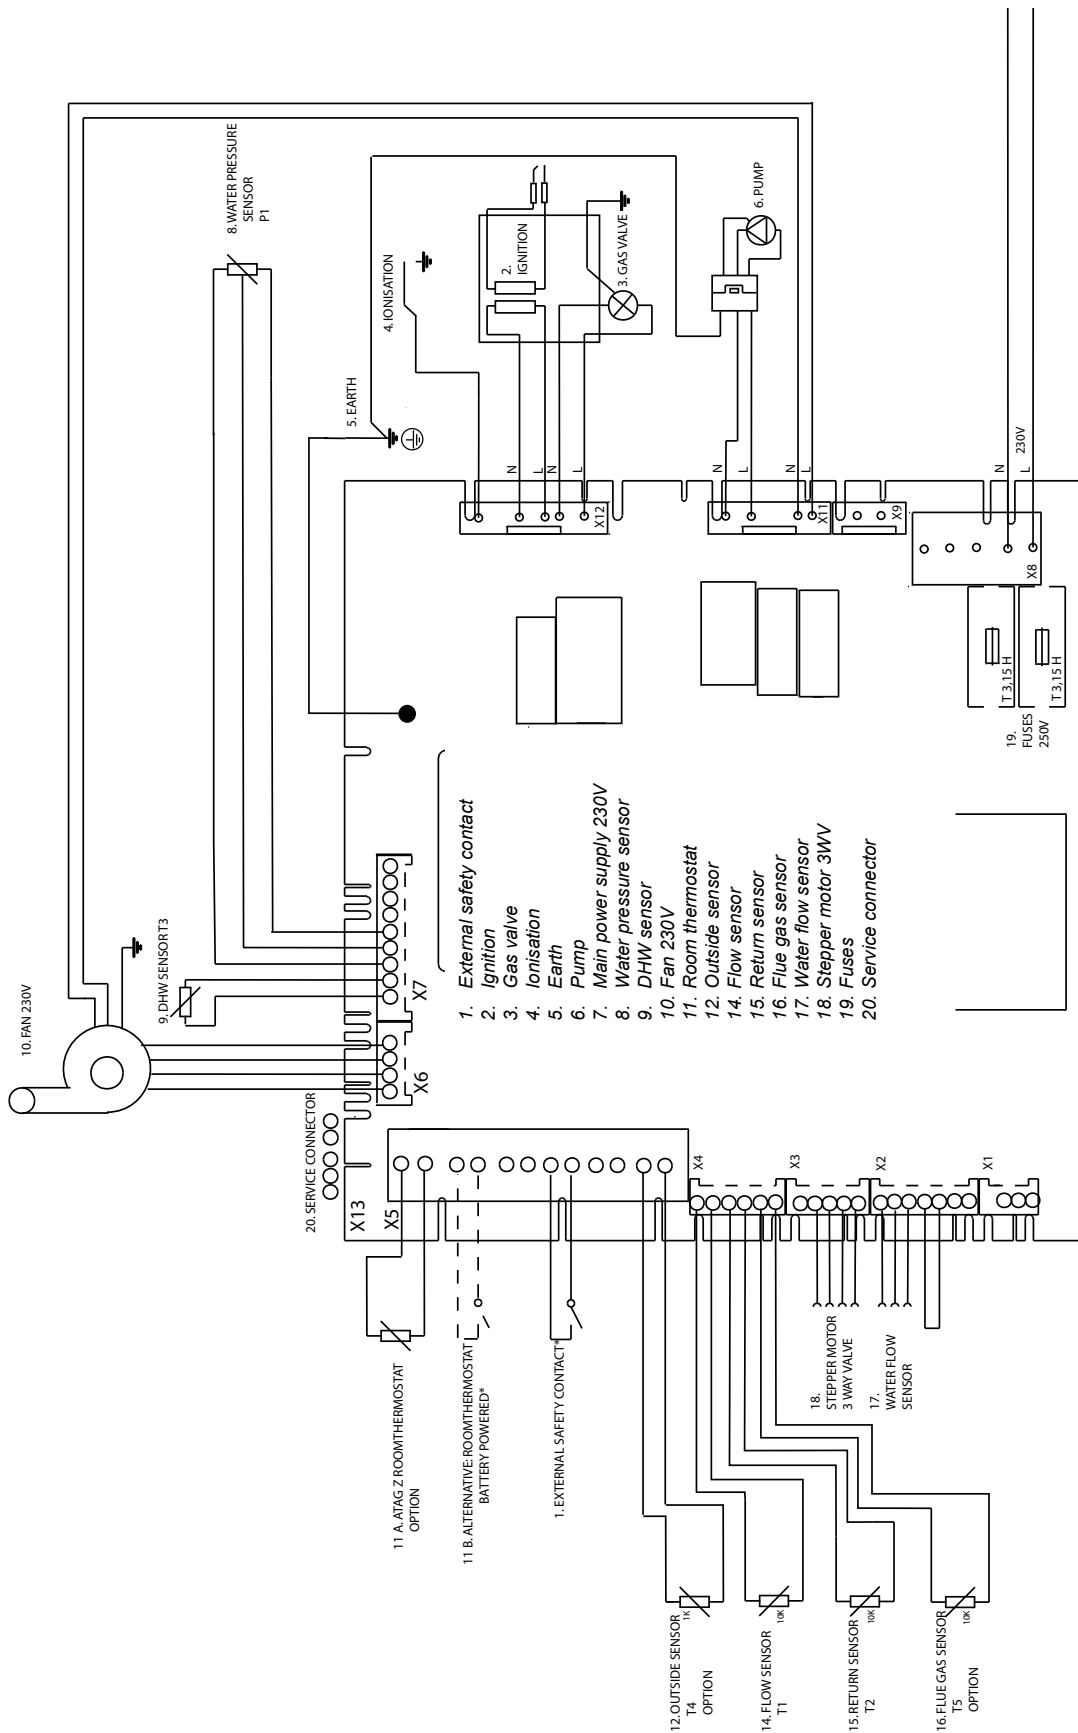 10. FAN 230V
8. WATER PRESSURE
SENSOR
P1
9. DHW SENSOR T3
4. IONISATION
5. EARTH
2.
IGNITION
3. GAS VALVE
6. PUMP
N
L
N
L
X12
N
L
N
L
X11
X9
N
L
230V
X8
T 3,15 H
T 3,15 H
19.
FUSES
250V
X7
X6
20. SERVICE CONNECTOR
X13
X5
X4
X3
X2
X1
1. External safety contact
2. Ignition
3. Gas valve
4. Ionisation
5. Earth
6. Pump
7. Main power supply 230V
8. Water pressure sensor
9. DHW sensor
10. Fan 230V
11. Room thermostat
12. Outside sensor
14. Flow sensor
15. Return sensor
16. Flue gas sensor
17. Water flow sensor
18. Stepper motor 3WV
19. Fuses
20. Service connector
11 A. ATAG Z ROOMTHERMOSTAT
OPTION
11 B. ALTERNATIVE: ROOMTHERMOSTAT
BATTERY POWERED*
1. EXTERNAL SAFETY CONTACT*
18.
STEPPER MOTOR
3 WAY VALVE
17.
WATER FLOW
SENSOR
12. OUTSIDE SENSOR
T4
OPTION
1K
14. FLOW SENSOR
T1
10K
15. RETURN SENSOR
T2
10K
16. FLUE GAS SENSOR
T5
OPTION
10K